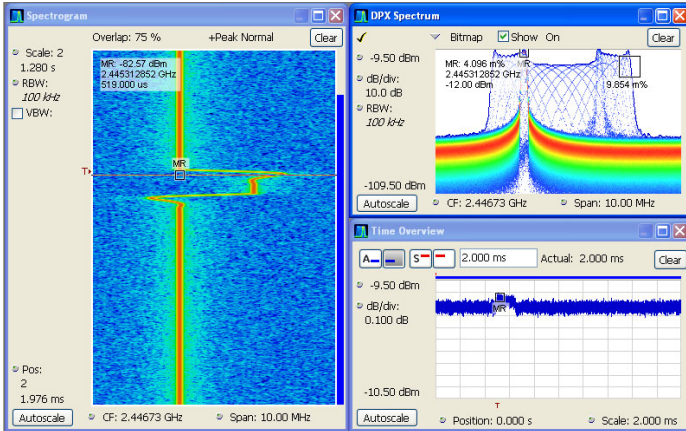 Spectrogram
Overlap: 75 %
+Peak Normal
Clear
Scale: 2
1.280 s
RBW:
100 kHz
VBW:
MR: -82.57 dBm
2.445312852 GHz
519.000 us
MR
T
Pos:
2
1.976 ms
Autoscale
CF: 2.44673 GHz
Span: 10.00 MHz
DPX Spectrum
Bitmap
Show
On
Clear
-9.50 dBm
dB/div:
10.0 dB
RBW:
100 kHz
MR: 4.096 m%
2.445312852 GHz
-12.00 dBm
MR
9.854 m%
-109.50 dBm
Autoscale
CF: 2.44673 GHz
Span: 10.00 MHz
Time Overview
A
S
2.000 ms
Actual: 2.000 ms
Clear
-9.50 dBm
dB/div:
0.100 dB
MR
-10.50 dBm
T
Autoscale
Position: 0.000 s
Scale: 2.000 ms